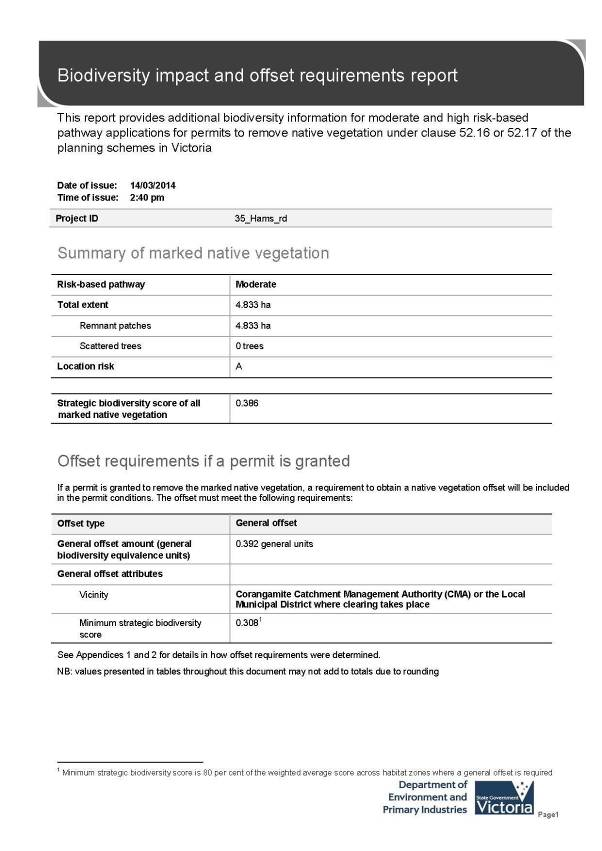 Biodiversity impact and offset requirements report
This report provides additional biodiversity information for moderate and high risk-based
pathway applications for permits to remove native vegetation under clause 52.16 or 52.17 of the
planning schemes in Victoria
Date of issue: 14/03/2014
Time of issue: 2:40 pm
Project ID 35_Hams_rd
Summary of marked native vegetation
Risk-based pathway Moderate
Total extent 4.833 ha
Remnant patches 4.833 ha
Scattered trees 0 trees
Location risk A
Strategic biodiversity score of all 0.386
marked native vegetation
Offset requirements if a permit is granted
If a permit is granted to remove the marked native vegetation, a requirement to obtain a native vegetation offset will be included
in the permit conditions. The offset must meet the following requirements:
Offset type General offset
General offset amount (general 0.392 general units
biodiversity equivalence units)
General offset attributes
Vicinity Corangamite Catchment Management Authority (CMA) or the Local
Municipal District where clearing takes place
Minimum strategic biodiversity 0.308¹
score
See Appendices 1 and 2 for details in how offset requirements were determined.
NB: values presented in tables throughout this document may not add to totals due to rounding
¹ Minimum strategic biodiversity score is 80 per cent of the weighted average score across habitat zones where a general offset is required
Department of
Environment and
Primary Industries
State Government
Victoria
Page1